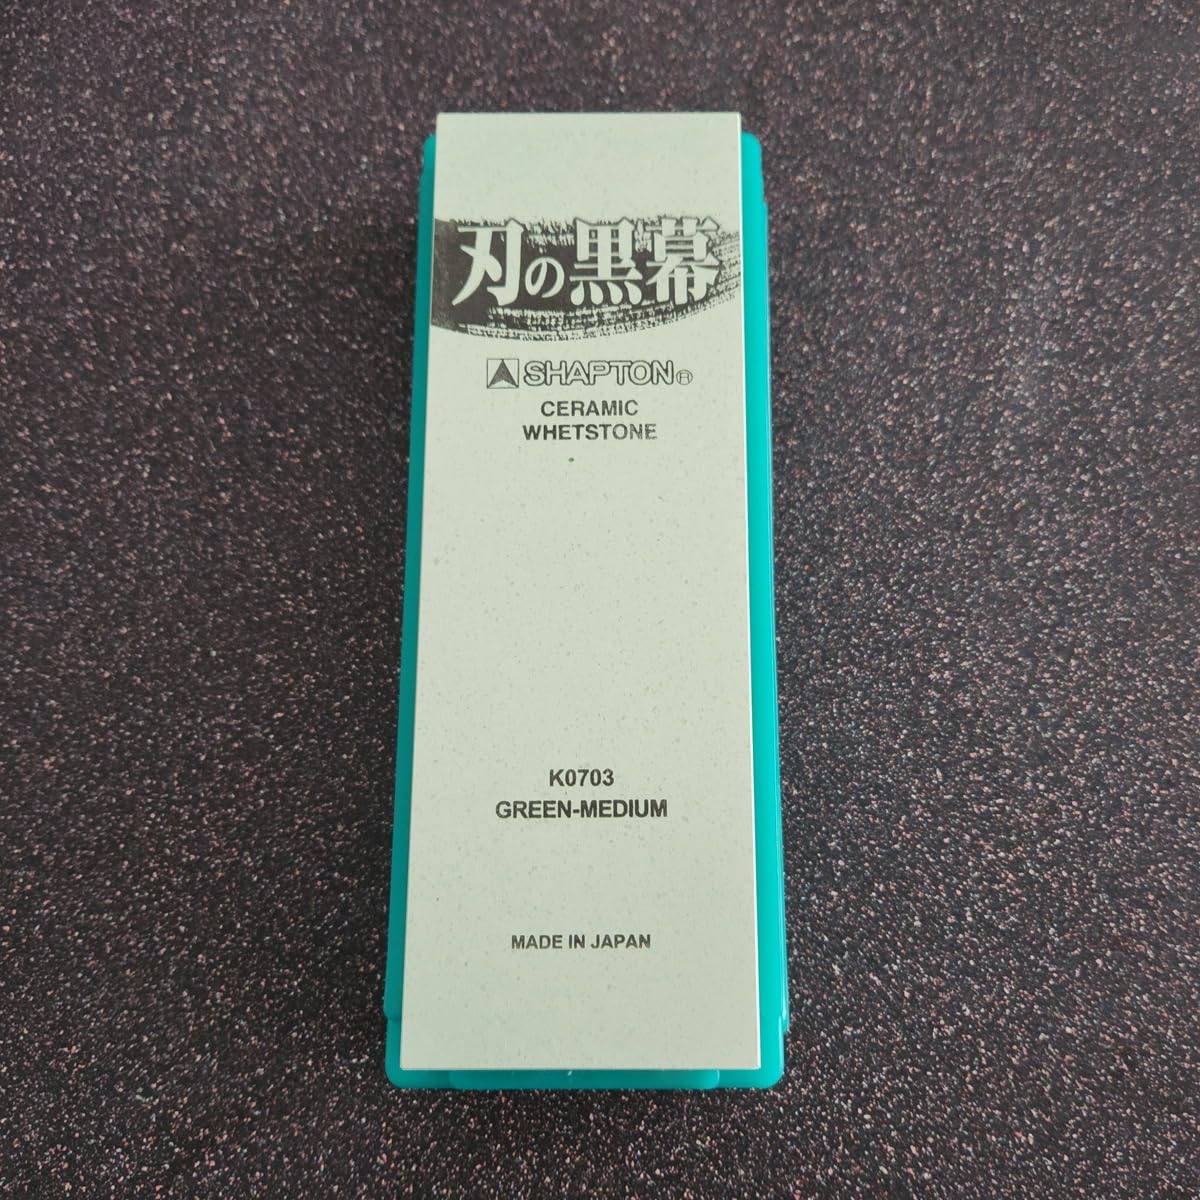 刃の黒幕
SHAPTON®
CERAMIC
WHETSTONE
K0703
GREEN-MEDIUM
MADE IN JAPAN